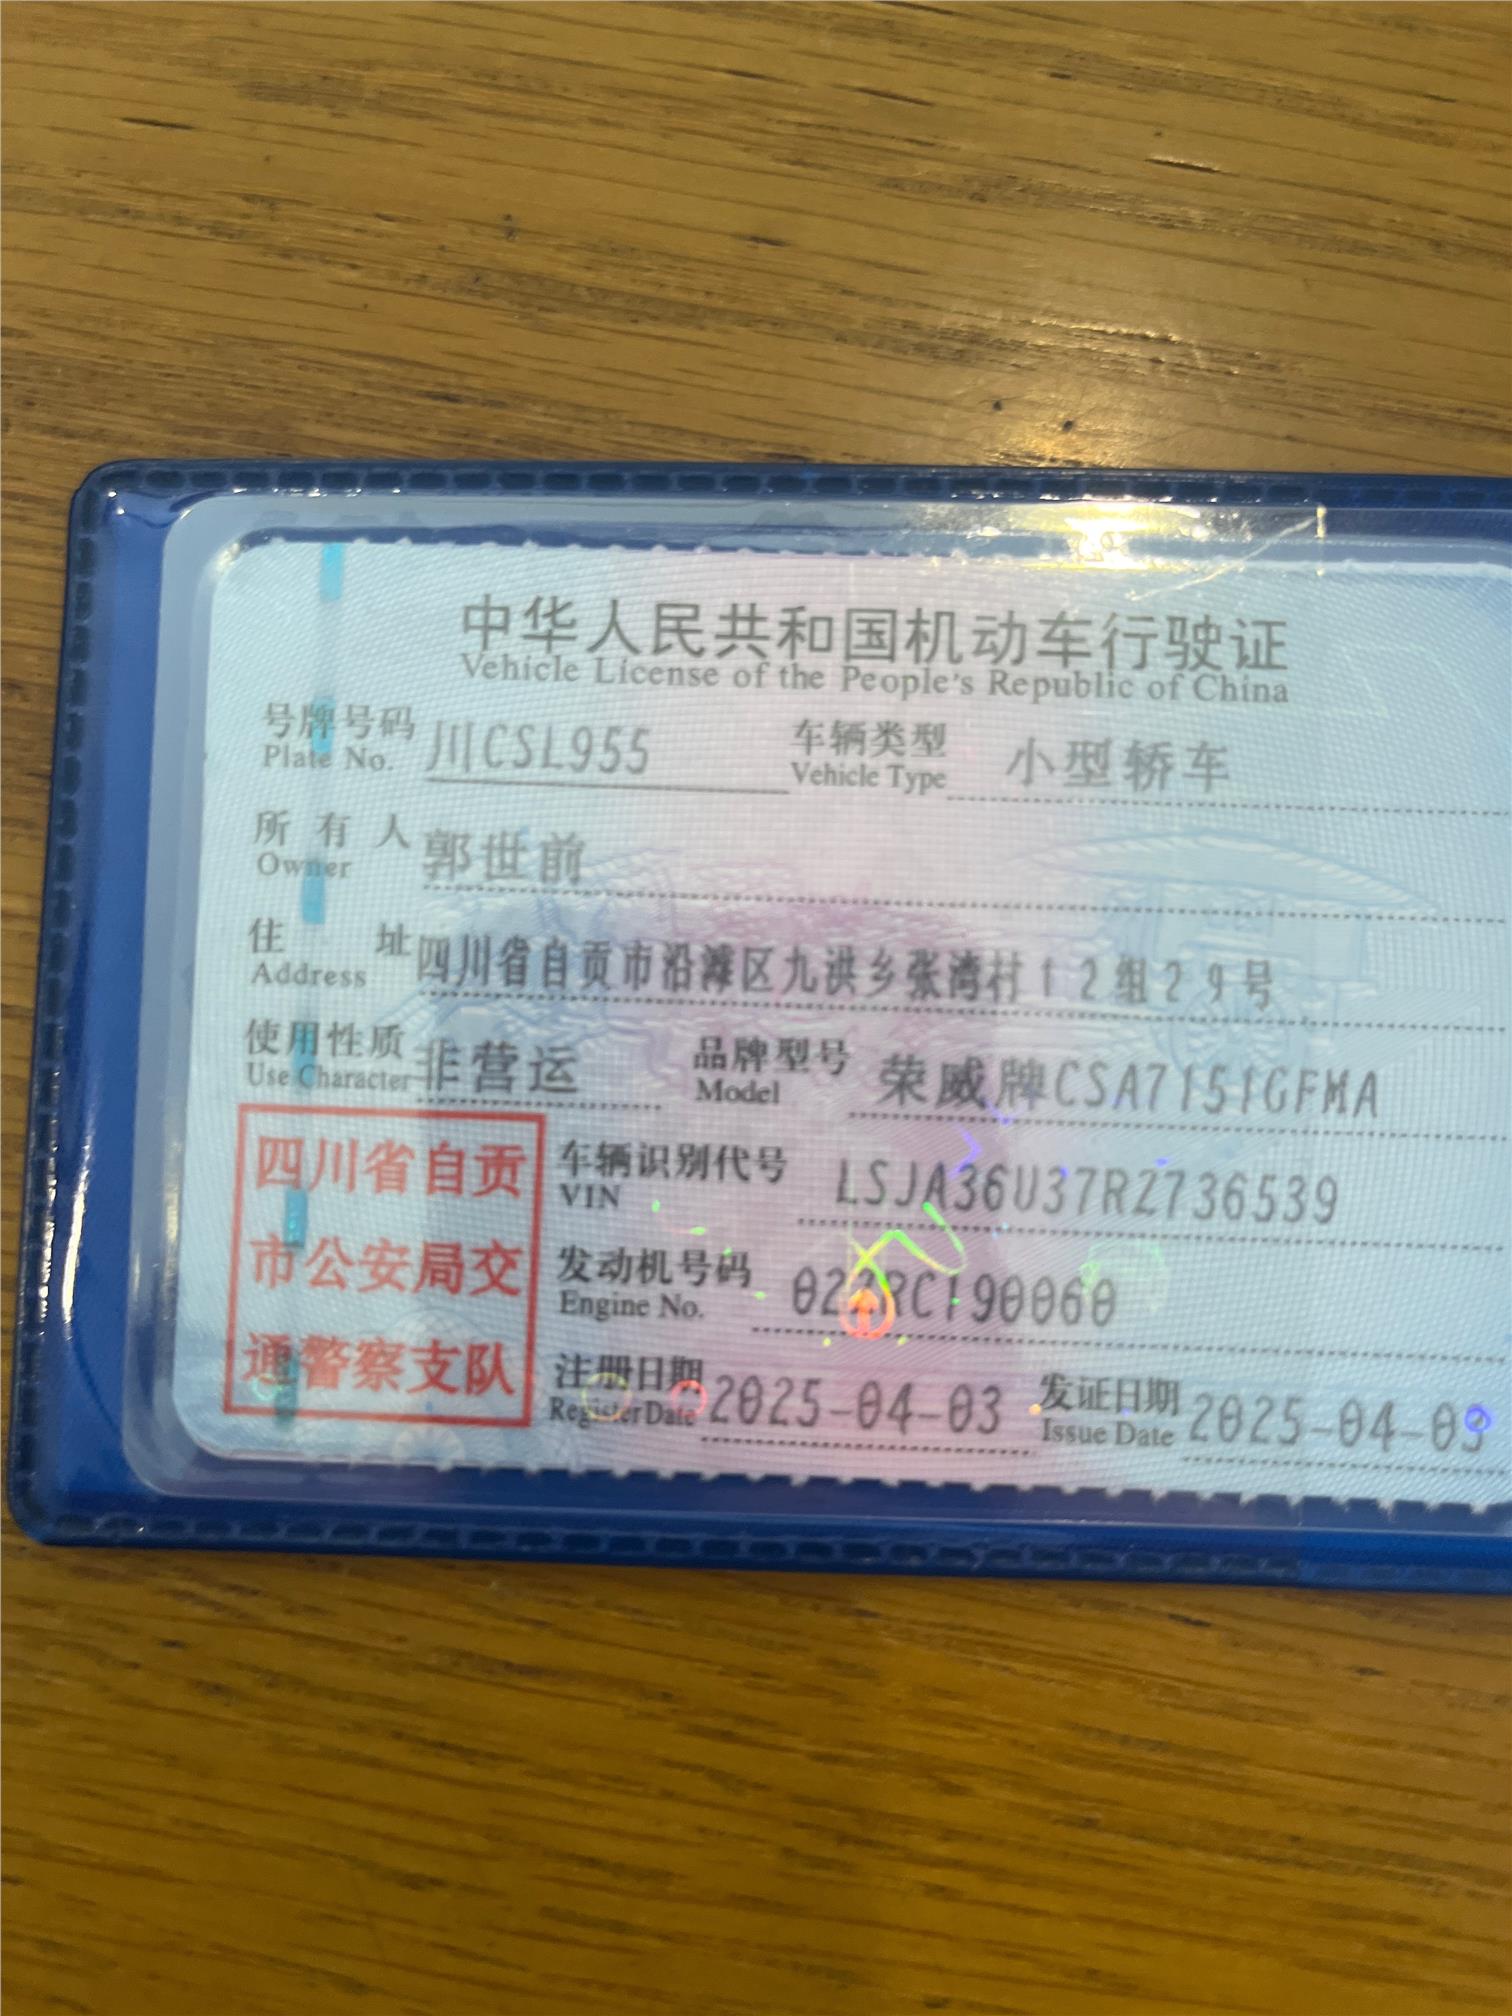 中华人民共和国机动车行驶证
Vehicle License of the People's Republic of China
号牌号码 川CSL955 车辆类型 小型轿车
Plate No. Vehicle Type
所有人 郭世前
Owner
住址 四川省自贡市沿滩区九洪乡张湾村12组29号
Address
使用性质 非营运 品牌型号 荣威牌CSA7151GFMA
Use Character Model
四川省自贡
市公安局交
通警察支队
车辆识别代号 LSJA36U37RZ736539
VIN
发动机号码
Engine No.
注册日期 2025-04-03 发证日期 2025-04-03
Register Date Issue Date